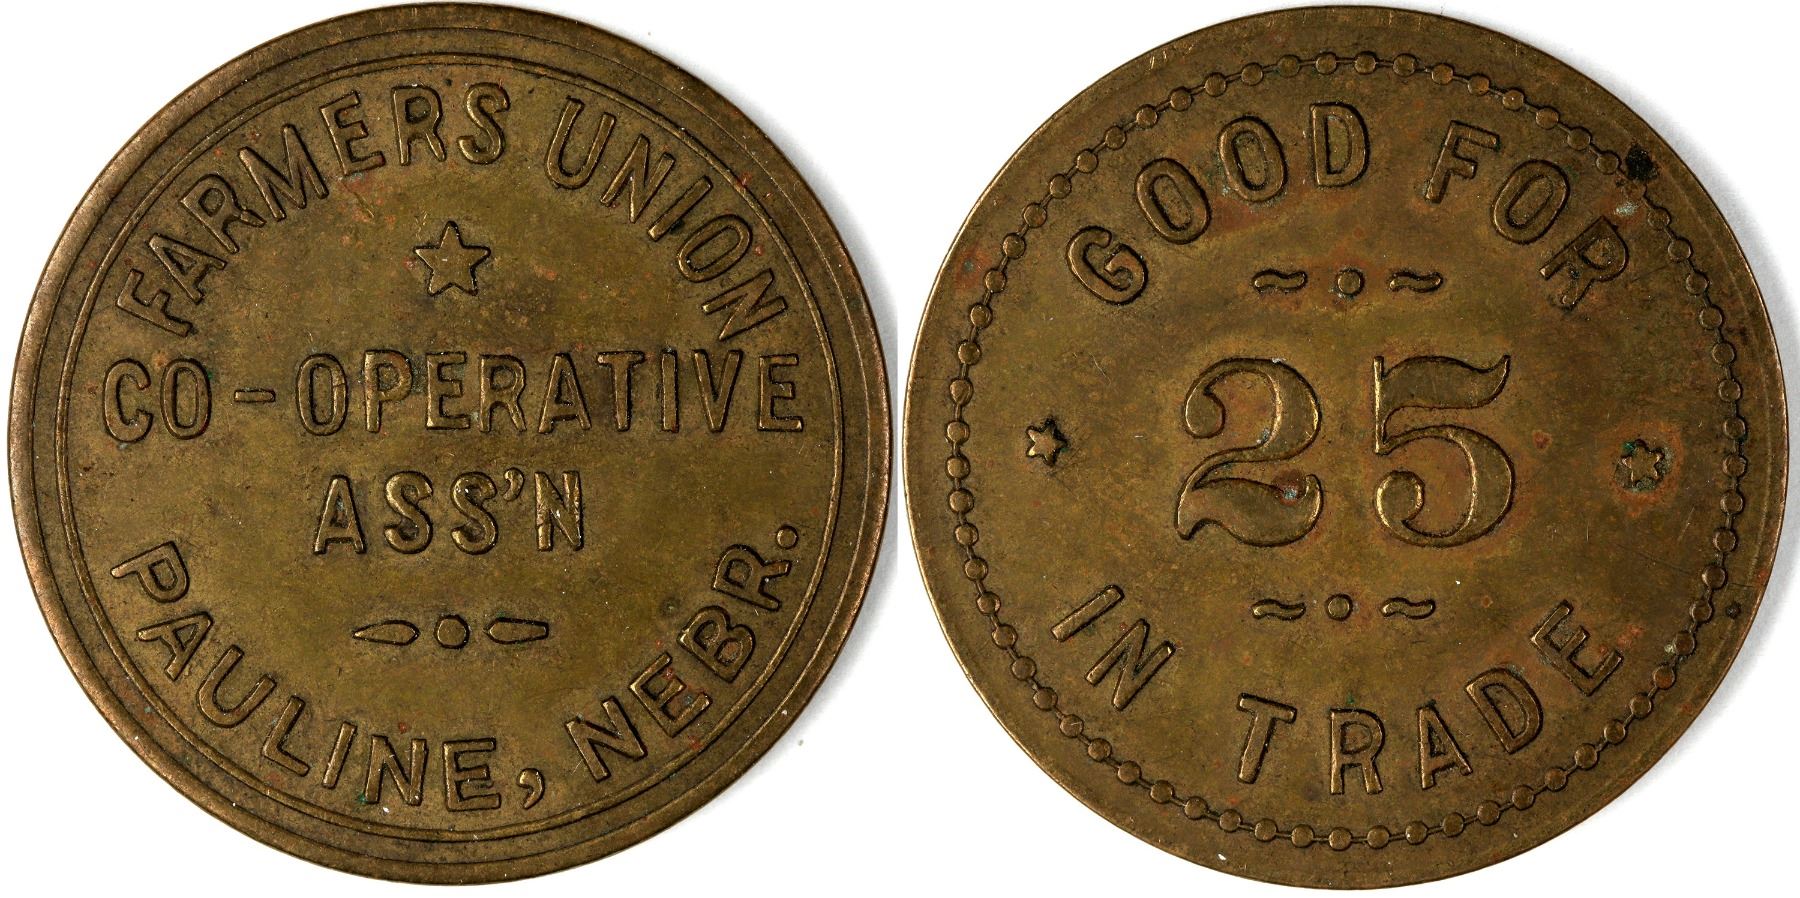 FARMERS UNION
CO-OPERATIVE
ASS'N
PAULINE, NEBR.
GOOD FOR
25
IN TRADE